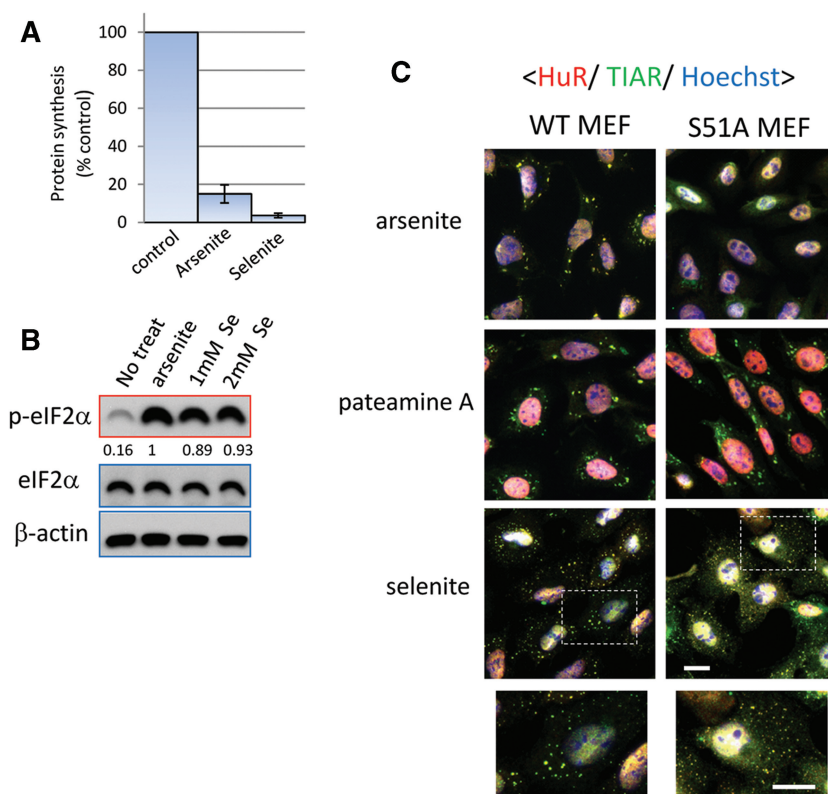 A
Protein synthesis
(% control)
100
80
60
40
20
0
control
Arsenite
Selenite
B
No treat
arsenite
1mM Se
2mM Se
p-eIF2α
0.16 1 0.89 0.93
eIF2α
β-actin
C
<HuR/ TIAR/ Hoechst>
WT MEF
S51A MEF
arsenite
pateamine A
selenite